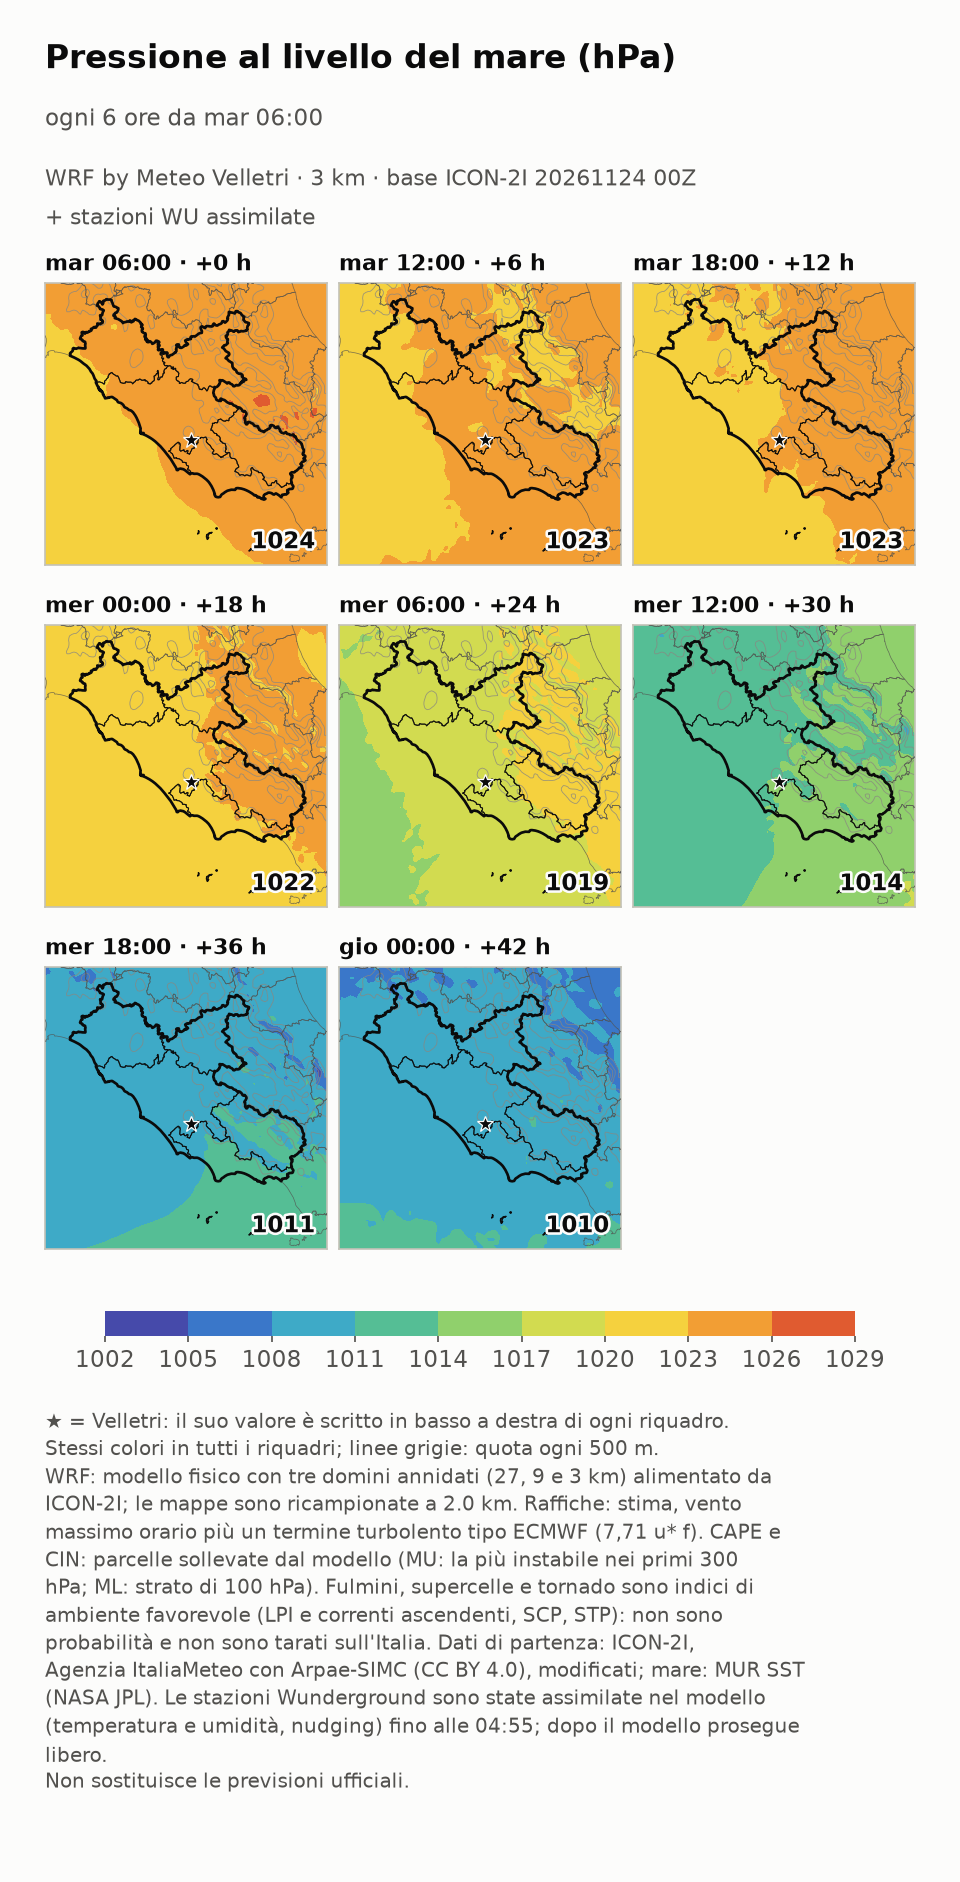 Pressione al livello del mare (hPa)
ogni 6 ore da mar 06:00
WRF by Meteo Velletri · 3 km · base ICON-2I 20261124 00Z
+ stazioni WU assimilate
mar 06:00 · +0 h
mar 12:00 · +6 h
mar 18:00 · +12 h
1024
1023
1023
mer 00:00 · +18 h
mer 06:00 · +24 h
mer 12:00 · +30 h
1022
1019
1014
mer 18:00 · +36 h
gio 00:00 · +42 h
1011
1010
1002 1005 1008 1011 1014 1017 1020 1023 1026 1029
★ = Velletri: il suo valore è scritto in basso a destra di ogni riquadro.
Stessi colori in tutti i riquadri; linee grigie: quota ogni 500 m.
WRF: modello fisico con tre domini annidati (27, 9 e 3 km) alimentato da
ICON-2I; le mappe sono ricampionate a 2.0 km. Raffiche: stima, vento
massimo orario più un termine turbolento tipo ECMWF (7,71 u* f). CAPE e
CIN: parcelle sollevate dal modello (MU: la più instabile nei primi 300
hPa; ML: strato di 100 hPa). Fulmini, supercelle e tornado sono indici di
ambiente favorevole (LPI e correnti ascendenti, SCP, STP): non sono
probabilità e non sono tarati sull'Italia. Dati di partenza: ICON-2I,
Agenzia ItaliaMeteo con Arpae-SIMC (CC BY 4.0), modificati; mare: MUR SST
(NASA JPL). Le stazioni Wunderground sono state assimilate nel modello
(temperatura e umidità, nudging) fino alle 04:55; dopo il modello prosegue
libero.
Non sostituisce le previsioni ufficiali.